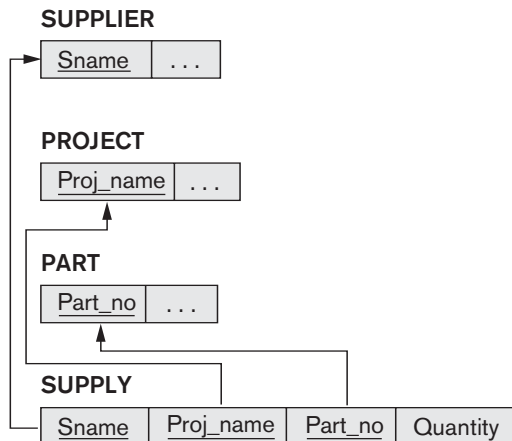 SUPPLIER
Sname ...
PROJECT
Proj_name ...
PART
Part_no ...
SUPPLY
Sname Proj_name Part_no Quantity